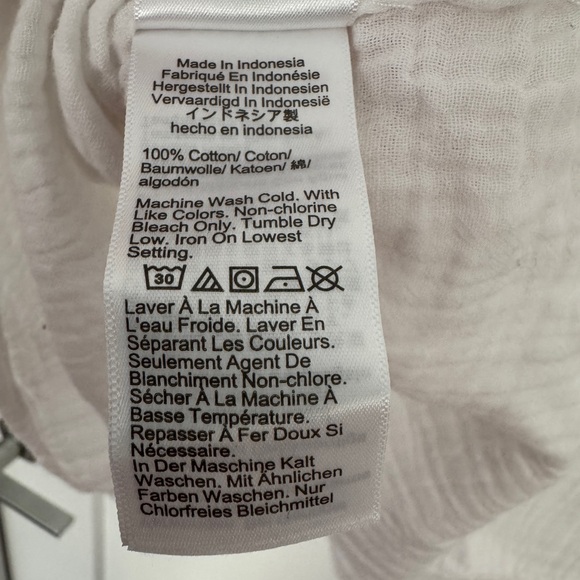 Made In Indonesia
Fabriqué En Indonésie
Hergestellt In Indonesien
Vervaardigd In Indonesië
インドネシア製
hecho en indonesia
100% Cotton/ Coton/
Baumwolle/ Katoen/ 綿/
algodón
Machine Wash Cold. With
Like Colors. Non-chlorine
Bleach Only. Tumble Dry
Low. Iron On Lowest
Setting.
30
Laver À La Machine À
L'eau Froide. Laver En
Séparant Les Couleurs.
Seulement Agent De
Blanchiment Non-chlore.
Sécher À La Machine À
Basse Température.
Repasser À Fer Doux Si
Nécessaire.
In Der Maschine Kalt
Waschen. Mit Ähnlichen
Farben Waschen. Nur
Chlorfreies Bleichmittel